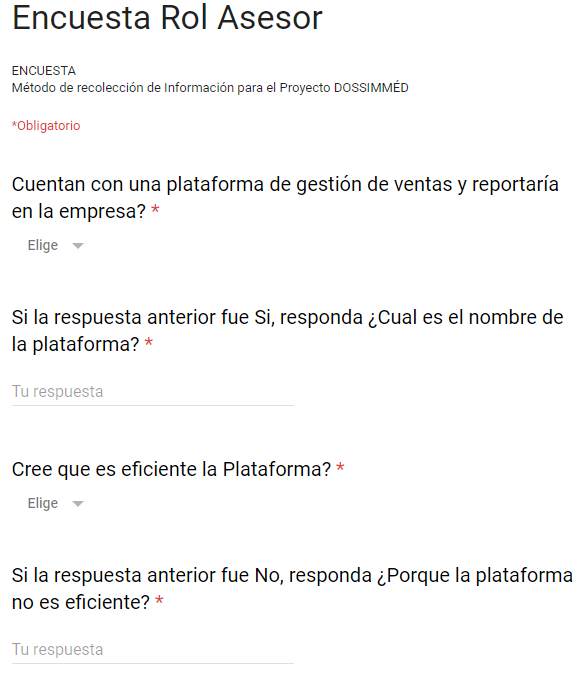 Encuesta Rol Asesor
ENCUESTA
Método de recolección de Información para el Proyecto DOSSIMMÉD
*Obligatorio
Cuentan con una plataforma de gestión de ventas y reportaría
en la empresa? *
Elige
Si la respuesta anterior fue Si, responda ¿Cual es el nombre de
la plataforma? *
Tu respuesta
Cree que es eficiente la Plataforma? *
Elige
Si la respuesta anterior fue No, responda ¿Porque la plataforma
no es eficiente? *
Tu respuesta